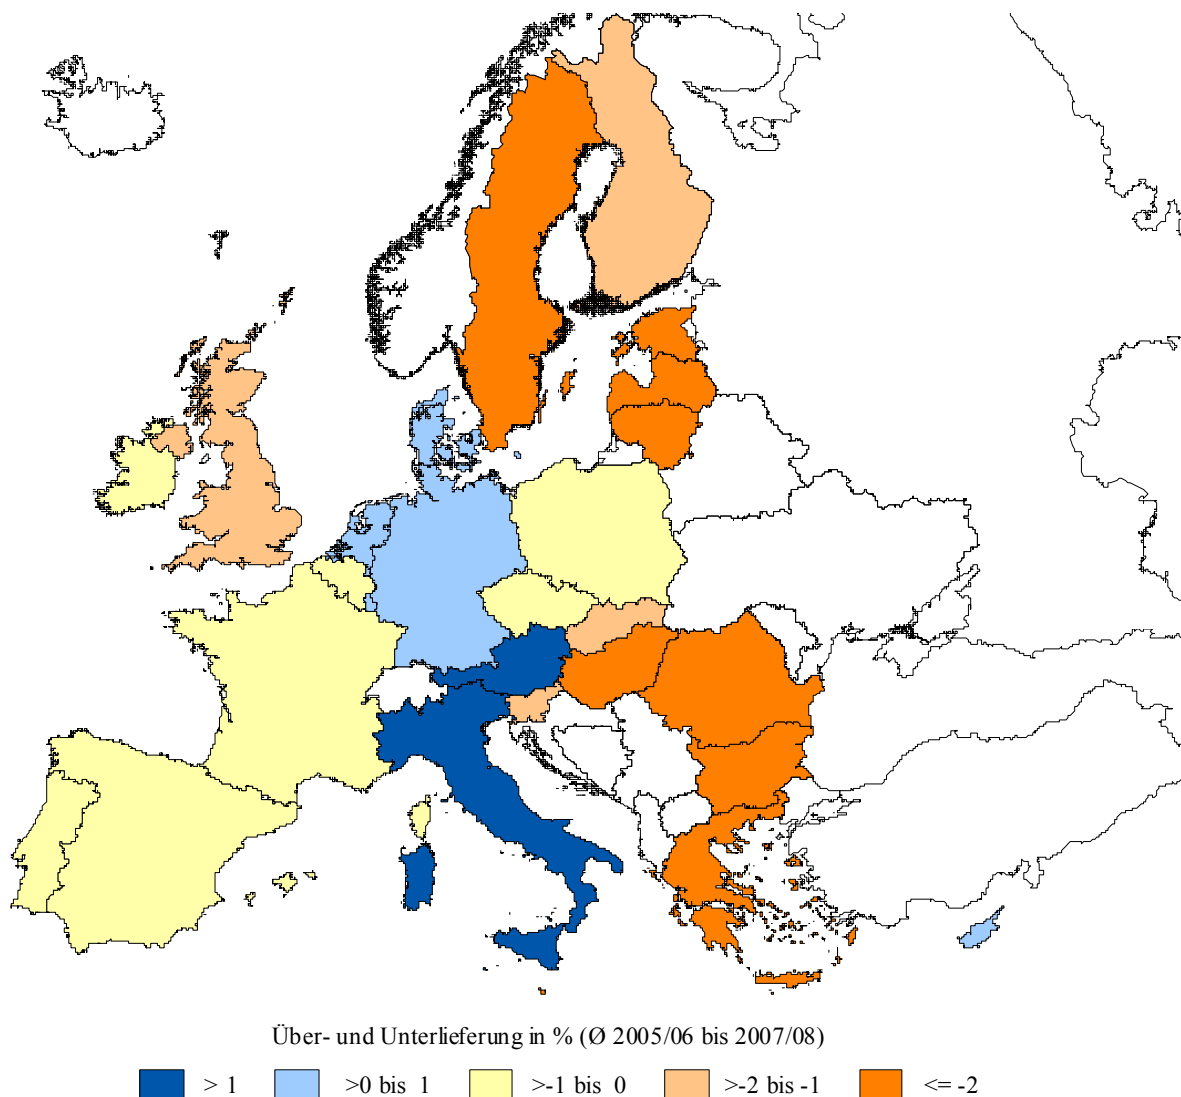 Über- und Unterlieferung in % (Ø 2005/06 bis 2007/08)
> 1 >0 bis 1 >-1 bis 0 >-2 bis -1 <= -2